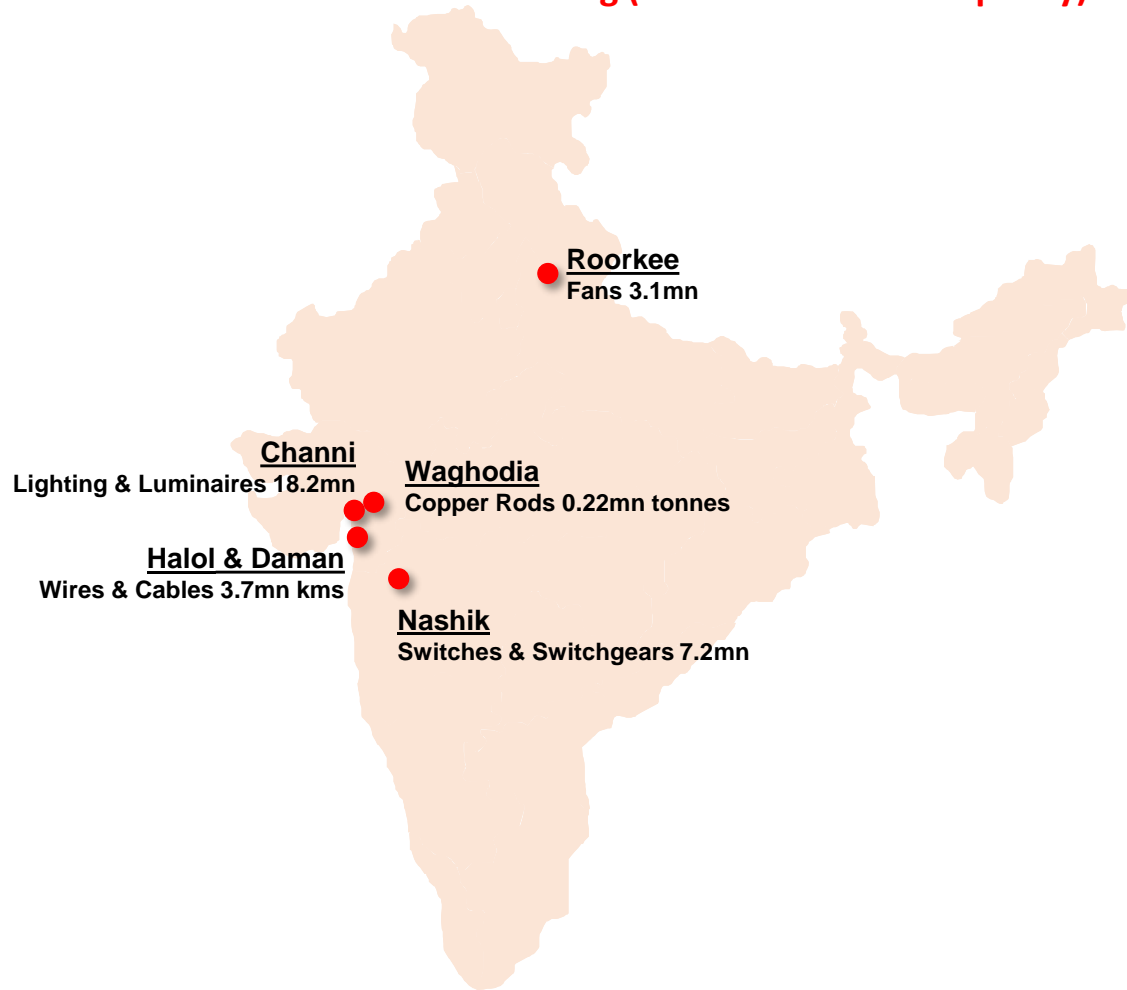 Roorkee
Fans 3.1mn
Channi
Lighting & Luminaires 18.2mn
Waghodia
Copper Rods 0.22mn tonnes
Halol & Daman
Wires & Cables 3.7mn kms
Nashik
Switches & Switchgears 7.2mn